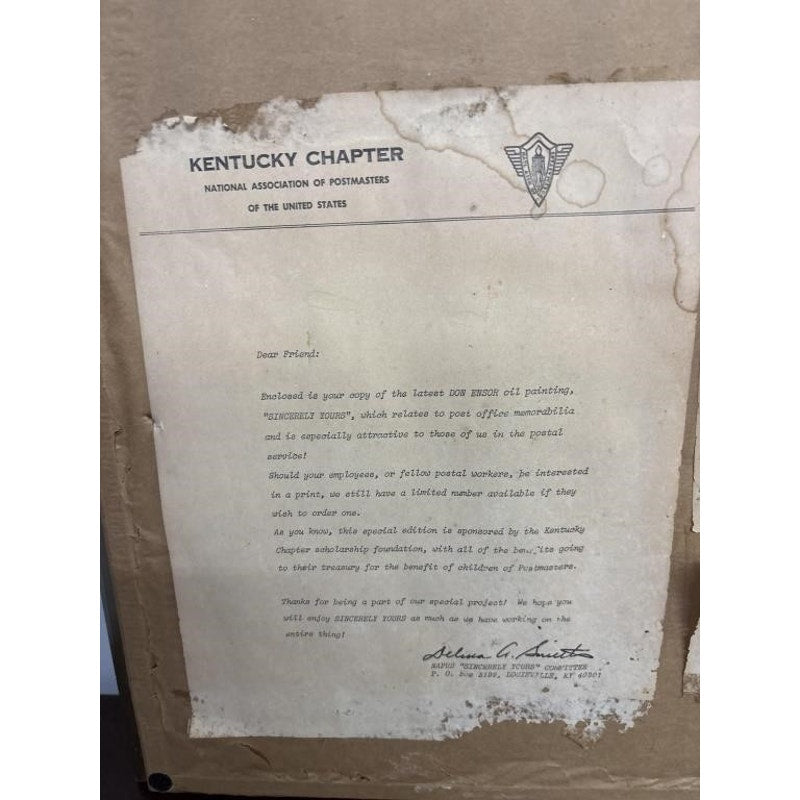 KENTUCKY CHAPTER
NATIONAL ASSOCIATION OF POSTMASTERS
OF THE UNITED STATES
Dear Friend:
Enclosed is your copy of the latest DON ENSOR oil painting,
"SINCERELY YOURS", which relates to post office memorabilia
and is especially attractive to those of us in the postal
service!
Should your employees, or fellow postal workers, be interested
in a print, we still have a limited number available if they
wish to order one.
As you know, this special edition is sponsored by the Kentucky
Chapter scholarship foundation, with all of the going
to their treasury for the benefit of children of Postmasters.
Thanks for being a part of our special project! We hope you
will enjoy SINCERELY YOURS as much as we have working on the
entire thing!
NAPUS "SINCERELY YOURS" COMMITTEE
P. O. Box LOUISVILLE, KY